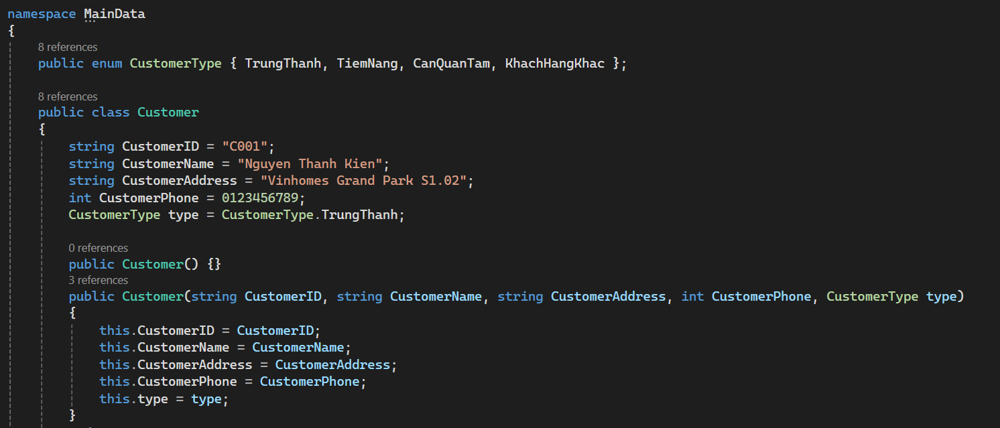 namespace MainData
{
8 references
public enum CustomerType { TrungThanh, TiemNang, CanQuanTam, KhachHangKhac };
8 references
public class Customer
{
string CustomerID = "C001";
string CustomerName = "Nguyen Thanh Kien";
string CustomerAddress = "Vinhomes Grand Park S1.02";
int CustomerPhone = 0123456789;
CustomerType type = CustomerType.TrungThanh;
0 references
public Customer() {}
3 references
public Customer(string CustomerID, string CustomerName, string CustomerAddress, int CustomerPhone, CustomerType type)
{
this.CustomerID = CustomerID;
this.CustomerName = CustomerName;
this.CustomerAddress = CustomerAddress;
this.CustomerPhone = CustomerPhone;
this.type = type;
}